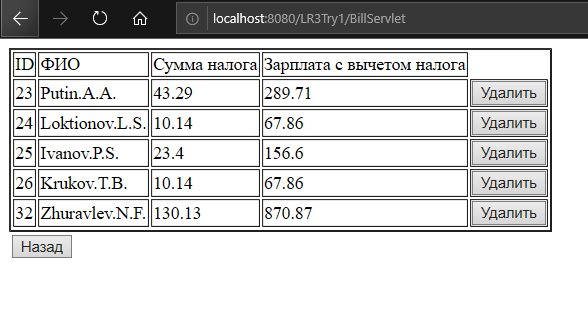 localhost:8080/LR3Try1/BillServlet
ID ФИО Сумма налога Зарплата с вычетом налога
23 Putin.A.A. 43.29 289.71 Удалить
24 Loktionov.L.S. 10.14 67.86 Удалить
25 Ivanov.P.S. 23.4 156.6 Удалить
26 Krukov.T.B. 10.14 67.86 Удалить
32 Zhuravlev.N.F. 130.13 870.87 Удалить
Назад